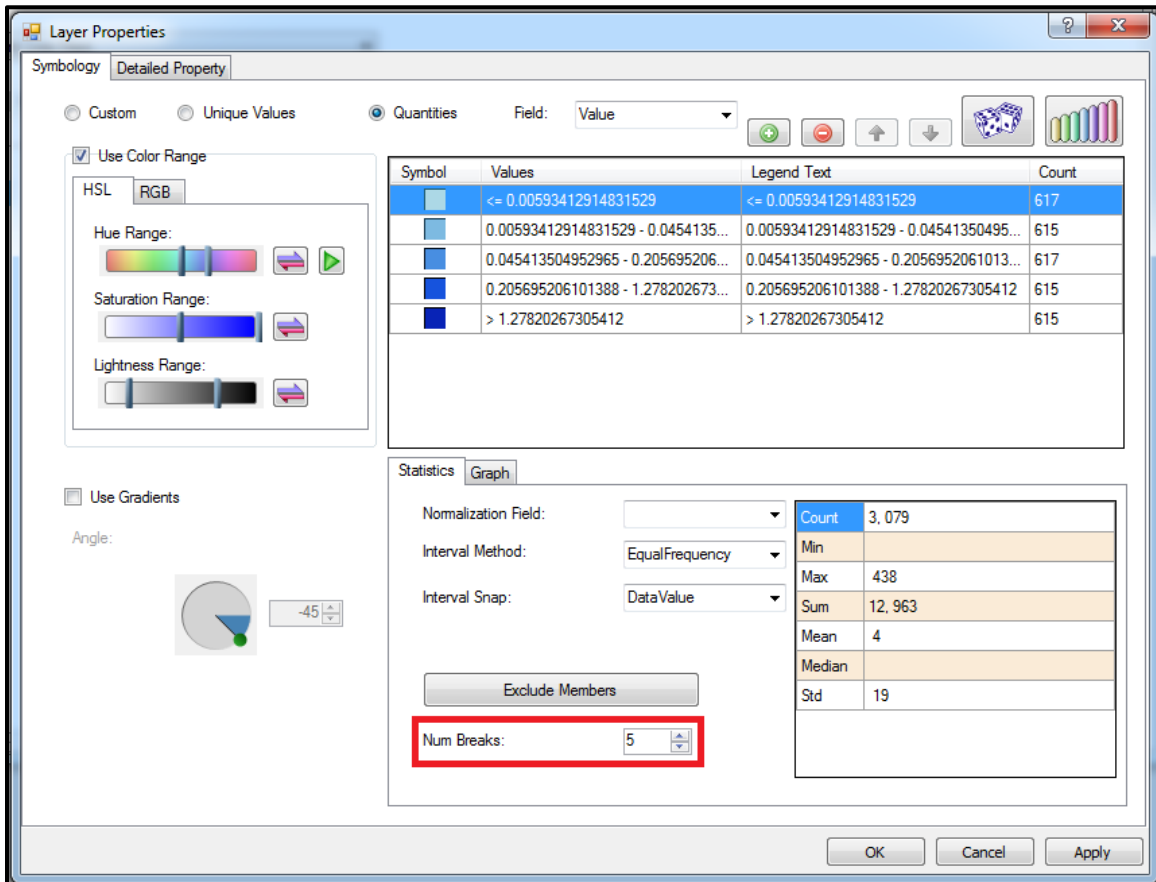 Layer Properties
Symbology Detailed Property
Custom Unique Values Quantities Field: Value
Use Color Range
HSL RGB
Hue Range:
Saturation Range:
Lightness Range:
Symbol Values Legend Text Count
<= 0.00593412914831529 <= 0.00593412914831529 617
0.00593412914831529 - 0.0454135... 0.00593412914831529 - 0.04541350495... 615
0.045413504952965 - 0.205695206... 0.045413504952965 - 0.2056952061013... 617
0.205695206101388 - 1.278202673... 0.205695206101388 - 1.27820267305412 615
> 1.27820267305412 > 1.27820267305412 615
Use Gradients
Angle:
-45
Statistics Graph
Normalization Field:
Interval Method: EqualFrequency
Interval Snap: DataValue
Exclude Members
Num Breaks: 5
Count 3, 079
Min
Max 438
Sum 12, 963
Mean 4
Median
Std 19
OK Cancel Apply